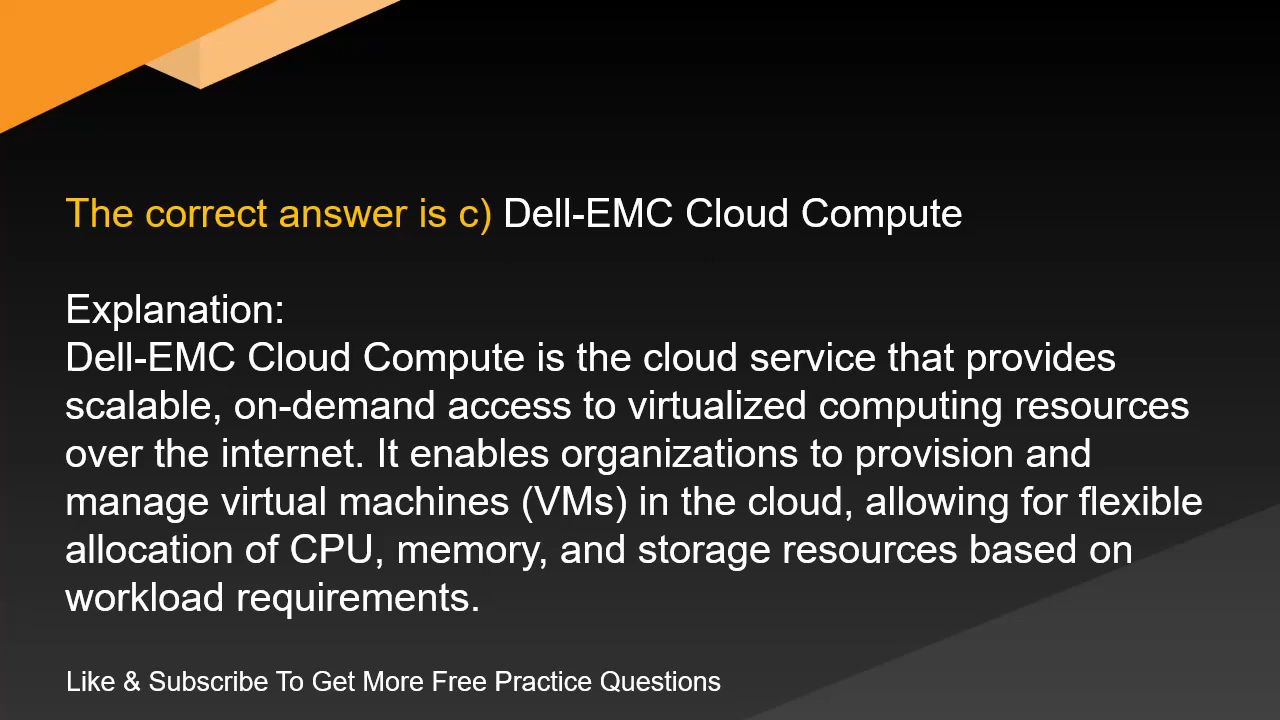 The correct answer is c) Dell-EMC Cloud Compute
Explanation:
Dell-EMC Cloud Compute is the cloud service that provides
scalable, on-demand access to virtualized computing resources
over the internet. It enables organizations to provision and
manage virtual machines (VMs) in the cloud, allowing for flexible
allocation of CPU, memory, and storage resources based on
workload requirements.
Like & Subscribe To Get More Free Practice Questions